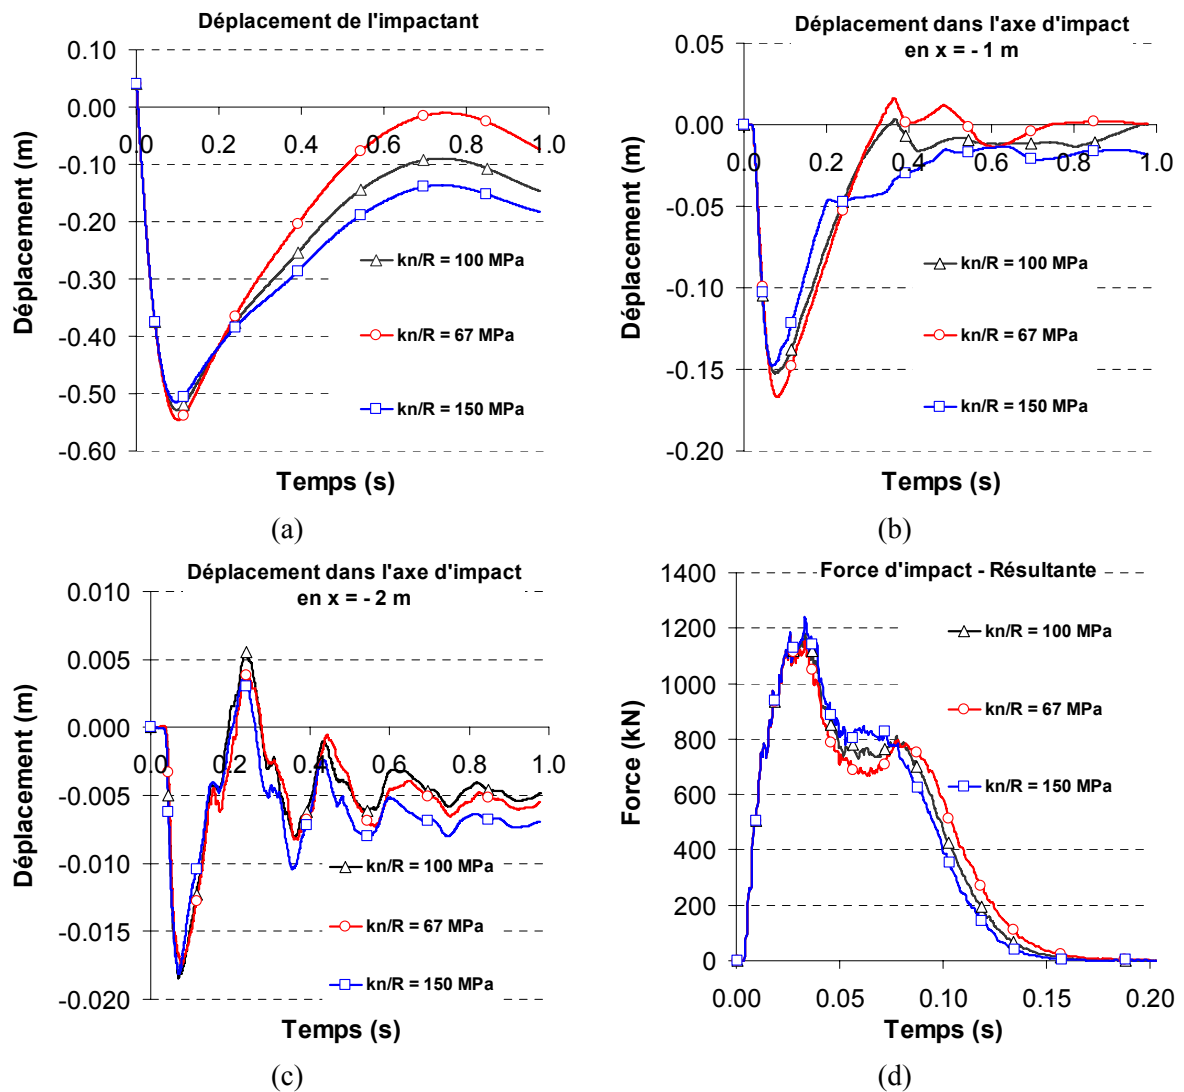 Déplacement de l'impactant
0.10
0.00
-0.10
-0.20
-0.30
-0.40
-0.50
-0.60
0.0 0.2 0.4 0.6 0.8 1.0
Déplacement (m)
kn/R = 100 MPa
kn/R = 67 MPa
kn/R = 150 MPa
Temps (s)
(a)
Déplacement dans l'axe d'impact
en x = - 1 m
0.05
0.00
-0.05
-0.10
-0.15
-0.20
0.0 0.2 0.4 0.6 0.8 1.0
Déplacement (m)
kn/R = 100 MPa
kn/R = 67 MPa
kn/R = 150 MPa
Temps (s)
(b)
Déplacement dans l'axe d'impact
en x = - 2 m
0.010
0.005
0.000
-0.005
-0.010
-0.015
-0.020
0.0 0.2 0.4 0.6 0.8 1.0
Déplacement (m)
kn/R = 100 MPa
kn/R = 67 MPa
kn/R = 150 MPa
Temps (s)
(c)
Force d'impact - Résultante
1400
1200
1000
800
600
400
200
0
0.00 0.05 0.10 0.15 0.20
Force (kN)
kn/R = 100 MPa
kn/R = 67 MPa
kn/R = 150 MPa
Temps (s)
(d)